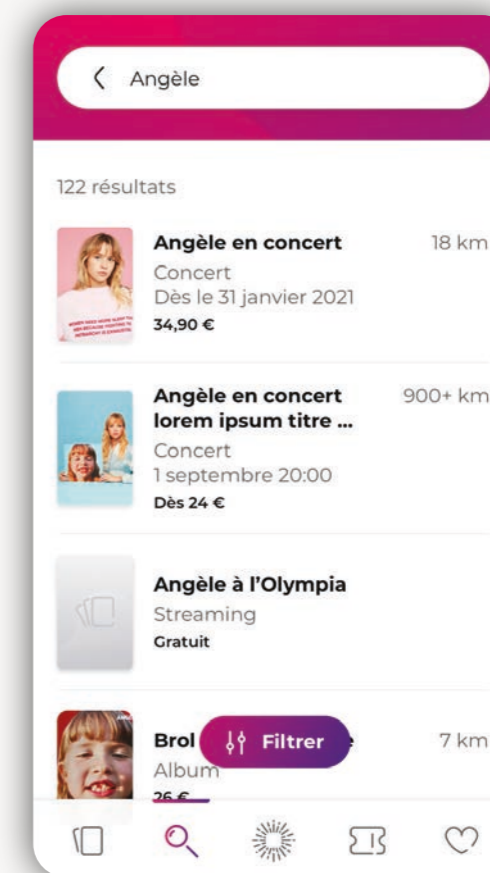 Angèle
122 résultats
Angèle en concert
18 km
Concert
Dès le 31 janvier 2021
34,90 €
Angèle en concert
900+ km
lorem ipsum titre ...
Concert
1 septembre 20:00
Dès 24 €
Angèle à l'Olympia
Streaming
Gratuit
Brol
Filtrer
7 km
Album
26 €